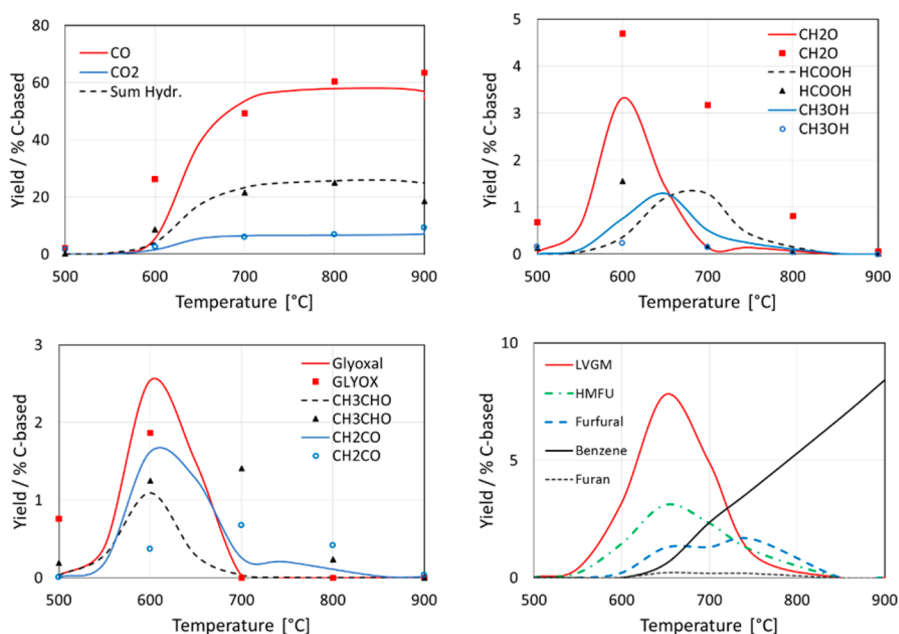 80
60
40
20
0
Yield / % C-based
CO
CO2
Sum Hydr.
500 600 700 800 900
Temperature [°C]
5
4
3
2
1
0
Yield / % C-based
CH2O
CH2O
HCOOH
HCOOH
CH3OH
CH3OH
500 600 700 800 900
Temperature [°C]
3
2
1
0
Yield / % C-based
Glyoxal
GLYOX
CH3CHO
CH3CHO
CH2CO
CH2CO
500 600 700 800 900
Temperature [°C]
10
5
0
Yield / % C-based
LVGM
HMFU
Furfural
Benzene
Furan
500 600 700 800 900
Temperature [°C]